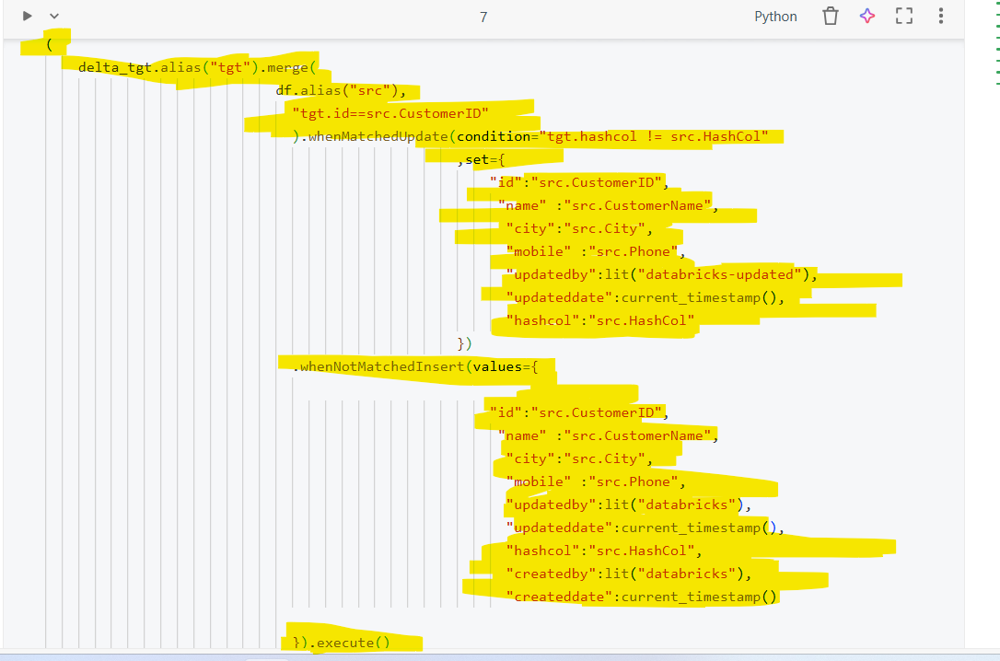 7
Python
(
delta_tgt.alias("tgt").merge(
df.alias("src"),
"tgt.id==src.CustomerID"
).whenMatchedUpdate(condition="tgt.hashcol != src.HashCol"
,set={
"id":"src.CustomerID",
"name" :"src.CustomerName",
"city":"src.City",
"mobile" :"src.Phone",
"updatedby":lit("databricks-updated"),
"updateddate":current_timestamp(),
"hashcol":"src.HashCol"
})
.whenNotMatchedInsert(values={
"id":"src.CustomerID",
"name" :"src.CustomerName",
"city":"src.City",
"mobile" :"src.Phone",
"updatedby":lit("databricks"),
"updateddate":current_timestamp(),
"hashcol":"src.HashCol",
"createdby":lit("databricks"),
"createddate":current_timestamp()
}).execute()